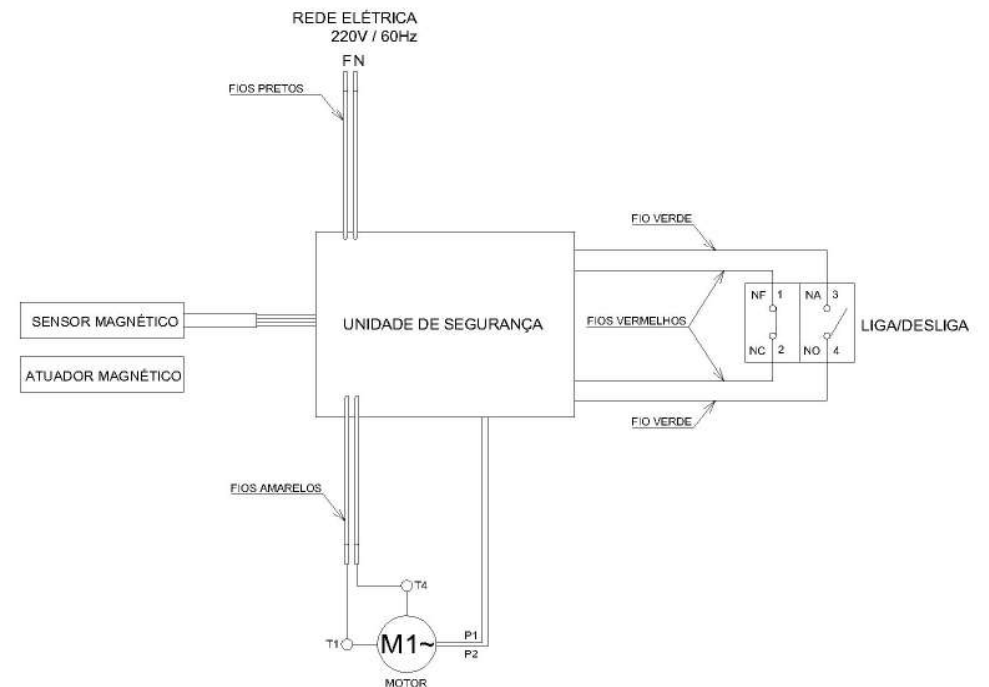 REDE ELÉTRICA
220V / 60Hz
FN
FIOS PRETOS
FIO VERDE
NF 1
NA 3
SENSOR MAGNÉTICO
UNIDADE DE SEGURANÇA
FIOS VERMELHOS
LIGA/DESLIGA
NC 2
NO 4
ATUADOR MAGNÉTICO
FIO VERDE
FIOS AMARELOS
T4
T1
M1~
P1
P2
MOTOR